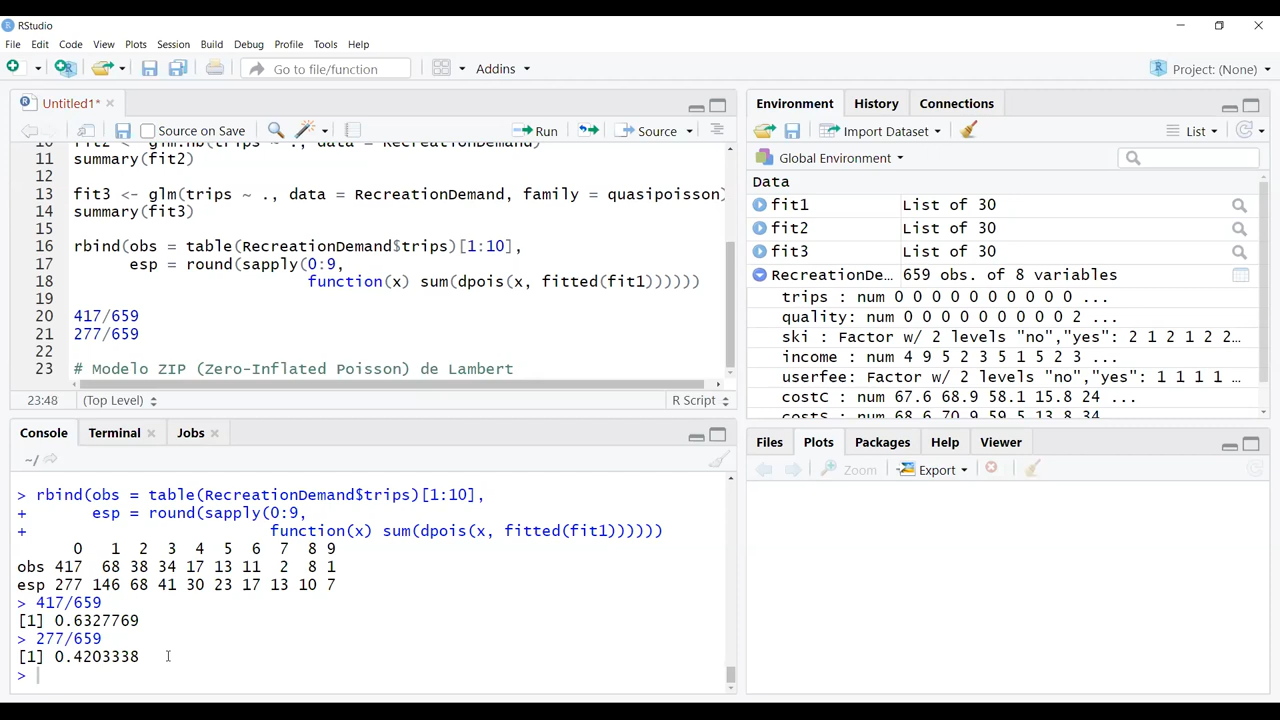 RStudio
File Edit Code View Plots Session Build Debug Profile Tools Help
Go to file/function Addins Project: (None)
Untitled1*
Source on Save Run Source
10 fit2 <- glm.nb(trips ~ ., data = RecreationDemand)
11 summary(fit2)
12
13 fit3 <- glm(trips ~ ., data = RecreationDemand, family = quasipoisson)
14 summary(fit3)
15
16 rbind(obs = table(RecreationDemand$trips)[1:10],
17 esp = round(sapply(0:9,
18 function(x) sum(dpois(x, fitted(fit1))))))
19
20 417/659
21 277/659
22
23 # Modelo ZIP (Zero-Inflated Poisson) de Lambert
23:48 (Top Level) R Script
Console Terminal Jobs
~/
> rbind(obs = table(RecreationDemand$trips)[1:10],
+ esp = round(sapply(0:9,
+ function(x) sum(dpois(x, fitted(fit1))))))
0 1 2 3 4 5 6 7 8 9
obs 417 68 38 34 17 13 11 2 8 1
esp 277 146 68 41 30 23 17 13 10 7
> 417/659
[1] 0.6327769
> 277/659
[1] 0.4203338
>
Environment History Connections
Import Dataset List
Global Environment
Data
fit1 List of 30
fit2 List of 30
fit3 List of 30
RecreationDe… 659 obs. of 8 variables
trips : num 0 0 0 0 0 0 0 0 0 0 ...
quality: num 0 0 0 0 0 0 0 0 0 2 ...
ski : Factor w/ 2 levels "no","yes": 2 1 2 1 2 2…
income : num 4 9 5 2 3 5 1 5 2 3 ...
userfee: Factor w/ 2 levels "no","yes": 1 1 1 1 …
costC : num 67.6 68.9 58.1 15.8 24 ...
costS : num 68.6 70.9 59.5 13.8 34
Files Plots Packages Help Viewer
Zoom Export